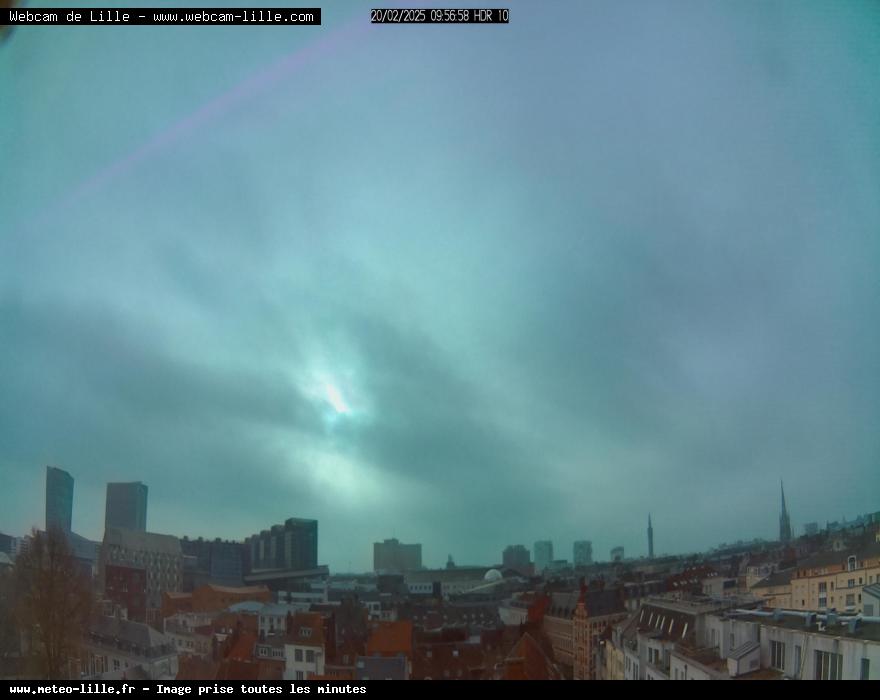 Webcam de Lille - www.webcam-lille.com
20/02/2025 09:56:58 HDR 10
www.meteo-lille.fr - Image prise toutes les minutes